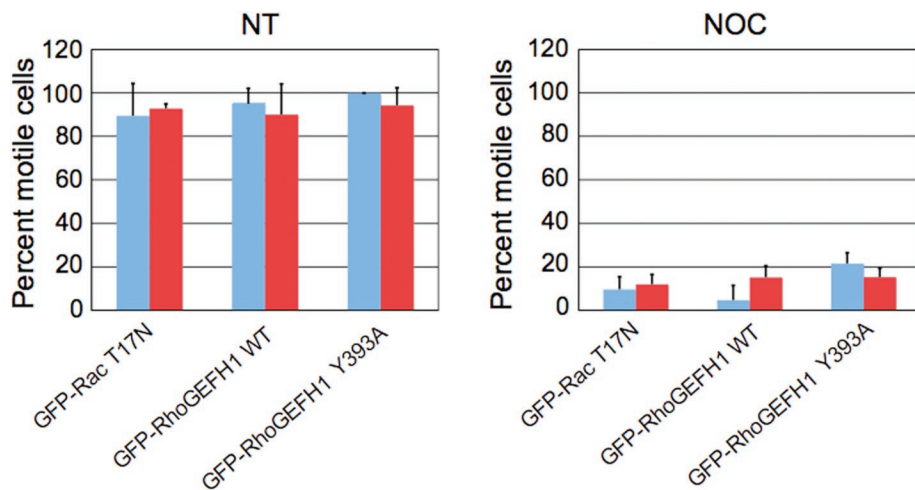 NT
Percent motile cells
120
100
80
60
40
20
0
GFP-Rac T17N
GFP-RhoGEFH1 WT
GFP-RhoGEFH1 Y393A
NOC
Percent motile cells
120
100
80
60
40
20
0
GFP-Rac T17N
GFP-RhoGEFH1 WT
GFP-RhoGEFH1 Y393A